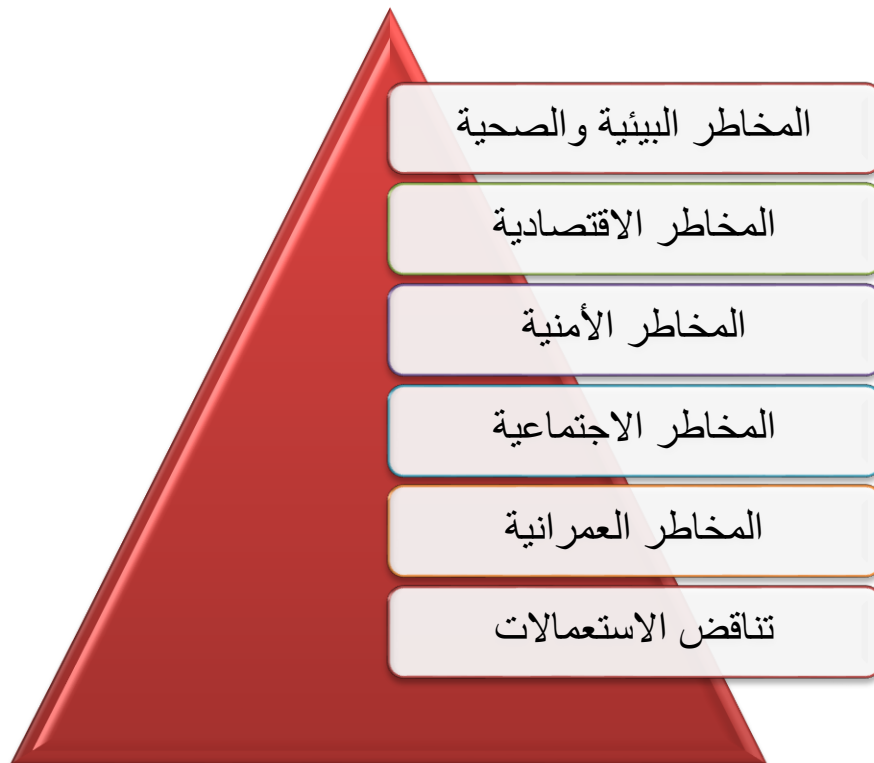 المخاطر البيئية والصحية
المخاطر الاقتصادية
المخاطر الأمنية
المخاطر الاجتماعية
المخاطر العمرانية
تناقض الاستعمالات